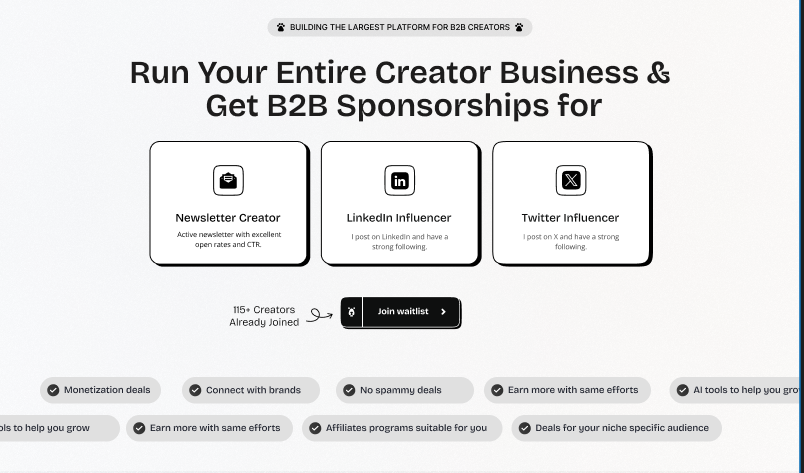 BUILDING THE LARGEST PLATFORM FOR B2B CREATORS
Run Your Entire Creator Business &
Get B2B Sponsorships for
Newsletter Creator
Active newsletter with excellent
open rates and CTR.
LinkedIn Influencer
I post on LinkedIn and have a
strong following.
Twitter Influencer
I post on X and have a strong
following.
115+ Creators
Already Joined
Join waitlist
Monetization deals
Connect with brands
No spammy deals
Earn more with same efforts
AI tools to help you
to help you grow
Earn more with same efforts
Affiliates programs suitable for you
Deals for your niche specific audience